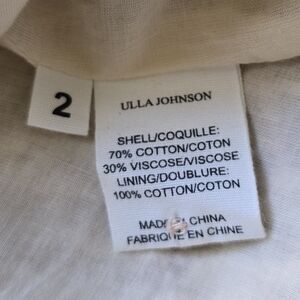 2
ULLA JOHNSON
SHELL/COQUILLE:
70% COTTON/COTON
30% VISCOSE/VISCOSE
LINING/DOUBLURE:
100% COTTON/COTON
MADE IN CHINA
FABRIQUÉ EN CHINE